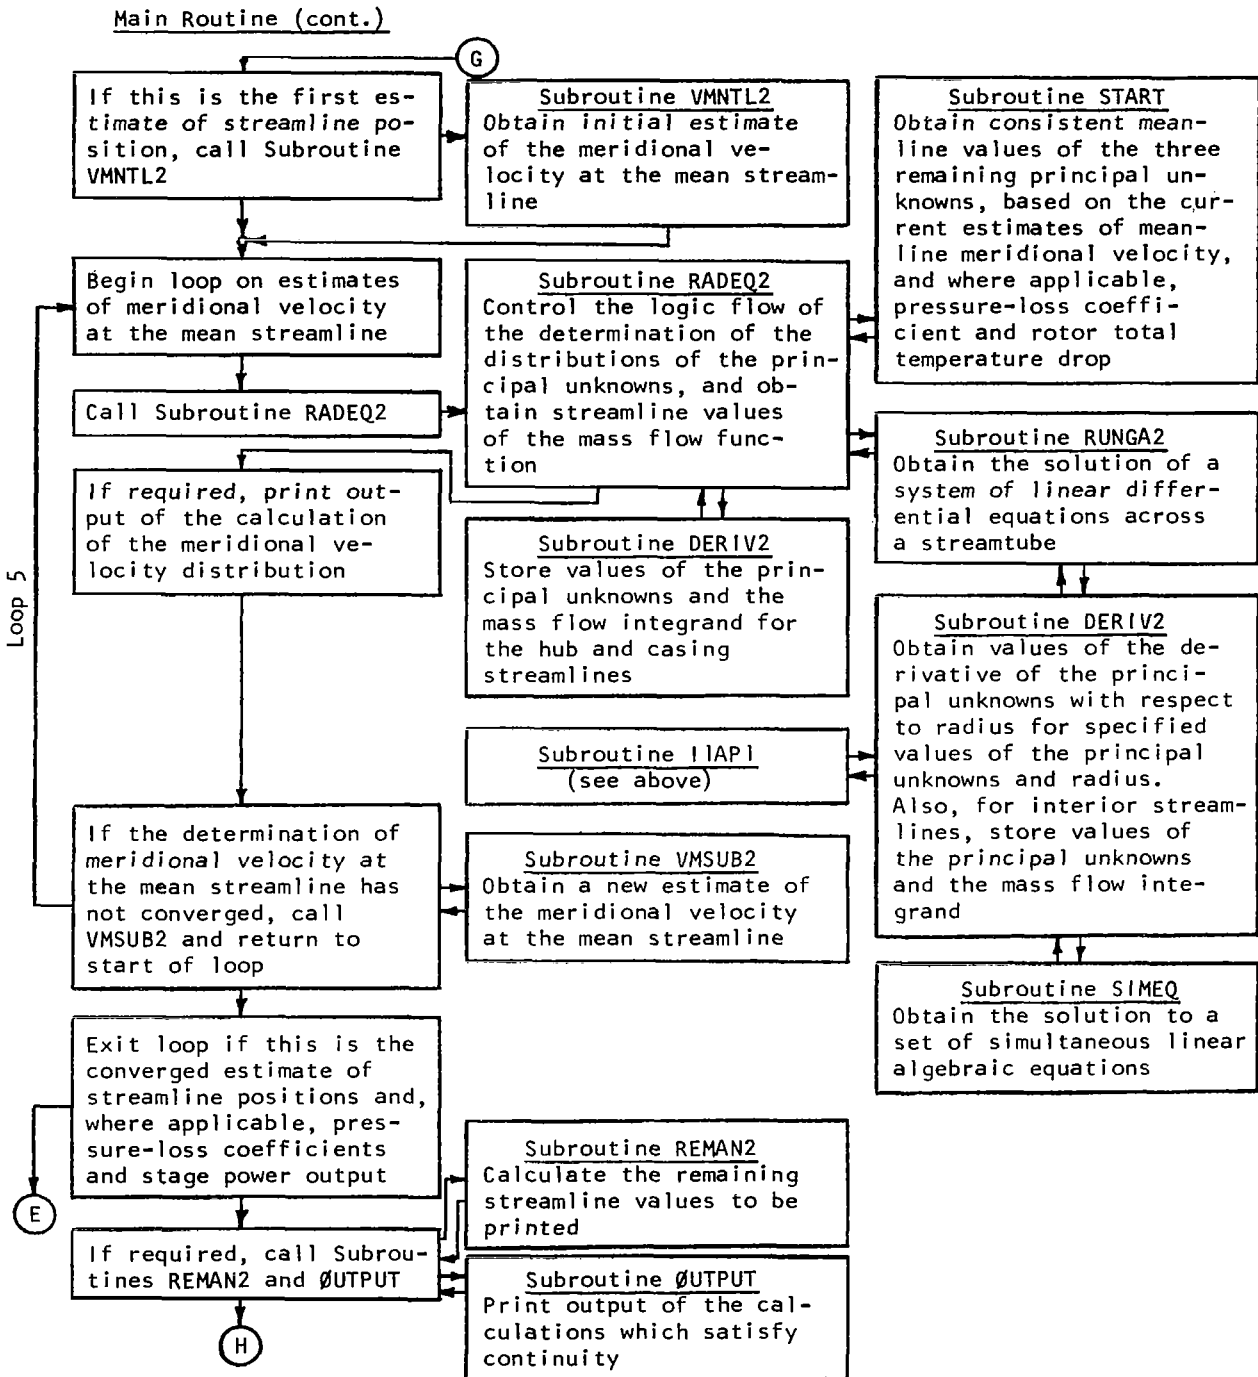 Main Routine (cont.)
G
If this is the first es-
timate of streamline po-
sition, call Subroutine
VMNTL2
Subroutine VMNTL2
Obtain initial estimate
of the meridional ve-
locity at the mean stream-
line
Subroutine START
Obtain consistent mean-
line values of the three
remaining principal un-
knowns, based on the cur-
rent estimates of mean-
line meridional velocity,
and where applicable,
pressure-loss coeffi-
cient and rotor total
temperature drop
Begin loop on estimates
of meridional velocity
at the mean streamline
Subroutine RADEQ2
Control the logic flow of
the determination of the
distributions of the prin-
cipal unknowns, and ob-
tain streamline values
of the mass flow func-
tion
Call Subroutine RADEQ2
Subroutine RUNGA2
Obtain the solution of a
system of linear differ-
ential equations across
a streamtube
If required, print out-
put of the calculation
of the meridional ve-
locity distribution
Subroutine DERIV2
Store values of the prin-
cipal unknowns and the
mass flow integrand for
the hub and casing
streamlines
Loop 5
Subroutine DERIV2
Obtain values of the de-
rivative of the princi-
pal unknowns with respect
to radius for specified
values of the principal
unknowns and radius.
Also, for interior stream-
lines, store values of
the principal unknowns
and the mass flow inte-
grand
Subroutine IIAP1
(see above)
If the determination of
meridional velocity at
the mean streamline has
not converged, call
VMSUB2 and return to
start of loop
Subroutine VMSUB2
Obtain a new estimate of
the meridional velocity
at the mean streamline
Subroutine SIMEQ
Obtain the solution to a
set of simultaneous linear
algebraic equations
Exit loop if this is the
converged estimate of
streamline positions and,
where applicable, pres-
sure-loss coefficients
and stage power output
E
Subroutine REMAN2
Calculate the remaining
streamline values to be
printed
If required, call Subrou-
tines REMAN2 and ØUTPUT
Subroutine ØUTPUT
Print output of the cal-
culations which satisfy
continuity
H